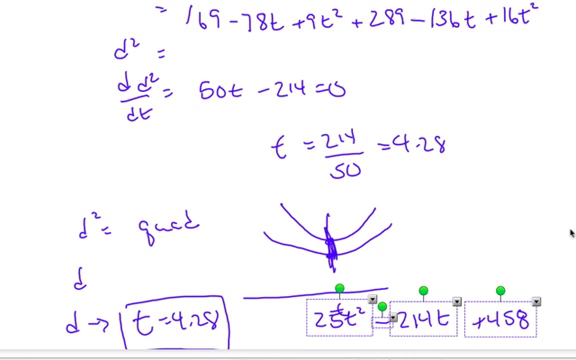 = 169 - 78t + 9t² + 289 - 136t + 16t²
d² =
d d²/dt = 50t - 214 = 0
t = 214/50 = 4.28
d² = quad
d
d → t = 4.28
25t² - 214t + 458